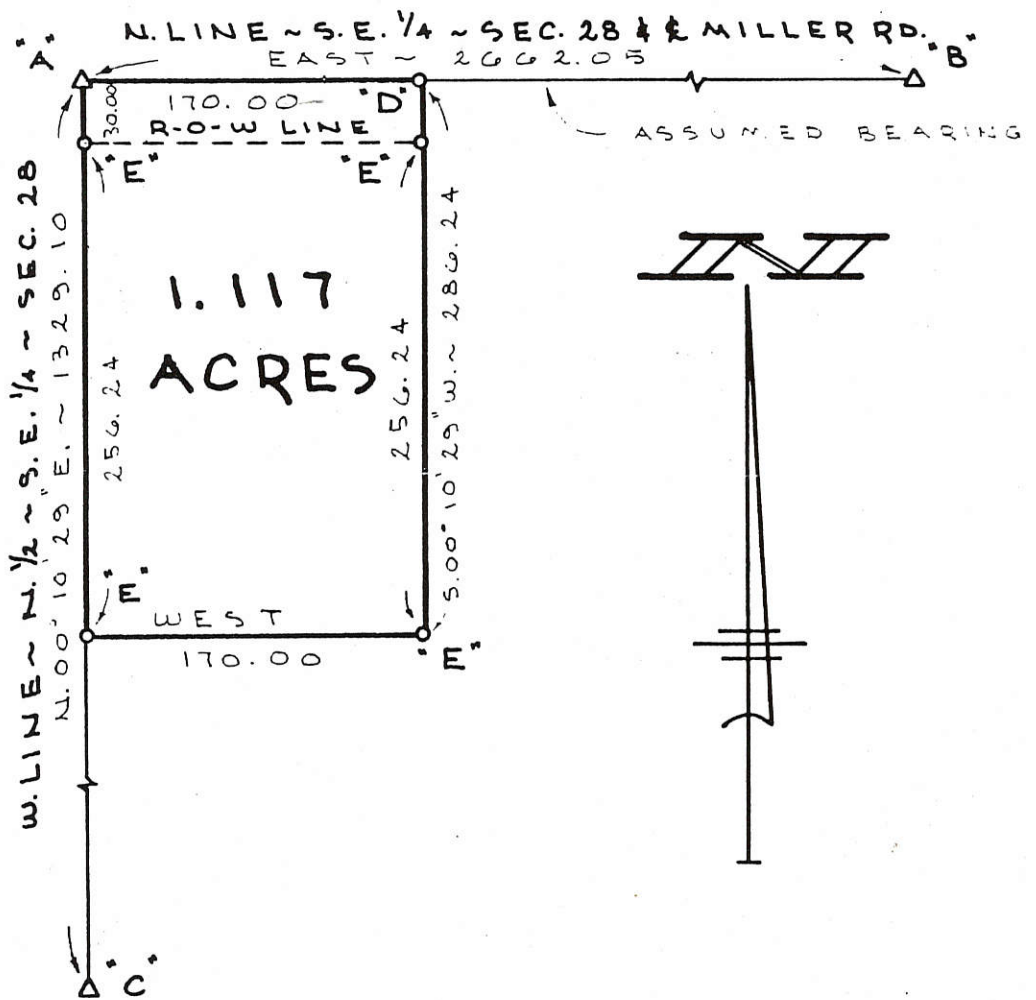 N. LINE ~ S.E. 1/4 ~ SEC. 28 & ℄ MILLER RD.
"A"
EAST ~ 2662.05
"B"
170.00
"D"
30.00
R-O-W LINE
ASSUMED BEARING
"E"
"E"
W. LINE ~ N. 1/2 ~ S.E. 1/4 ~ SEC. 28
N.00° 10' 29" E. ~ 1329.10
256.24
1.117
ACRES
256.24
S.00° 10' 29" W. ~ 286.24
N
"E"
WEST
170.00
"E"
"C"